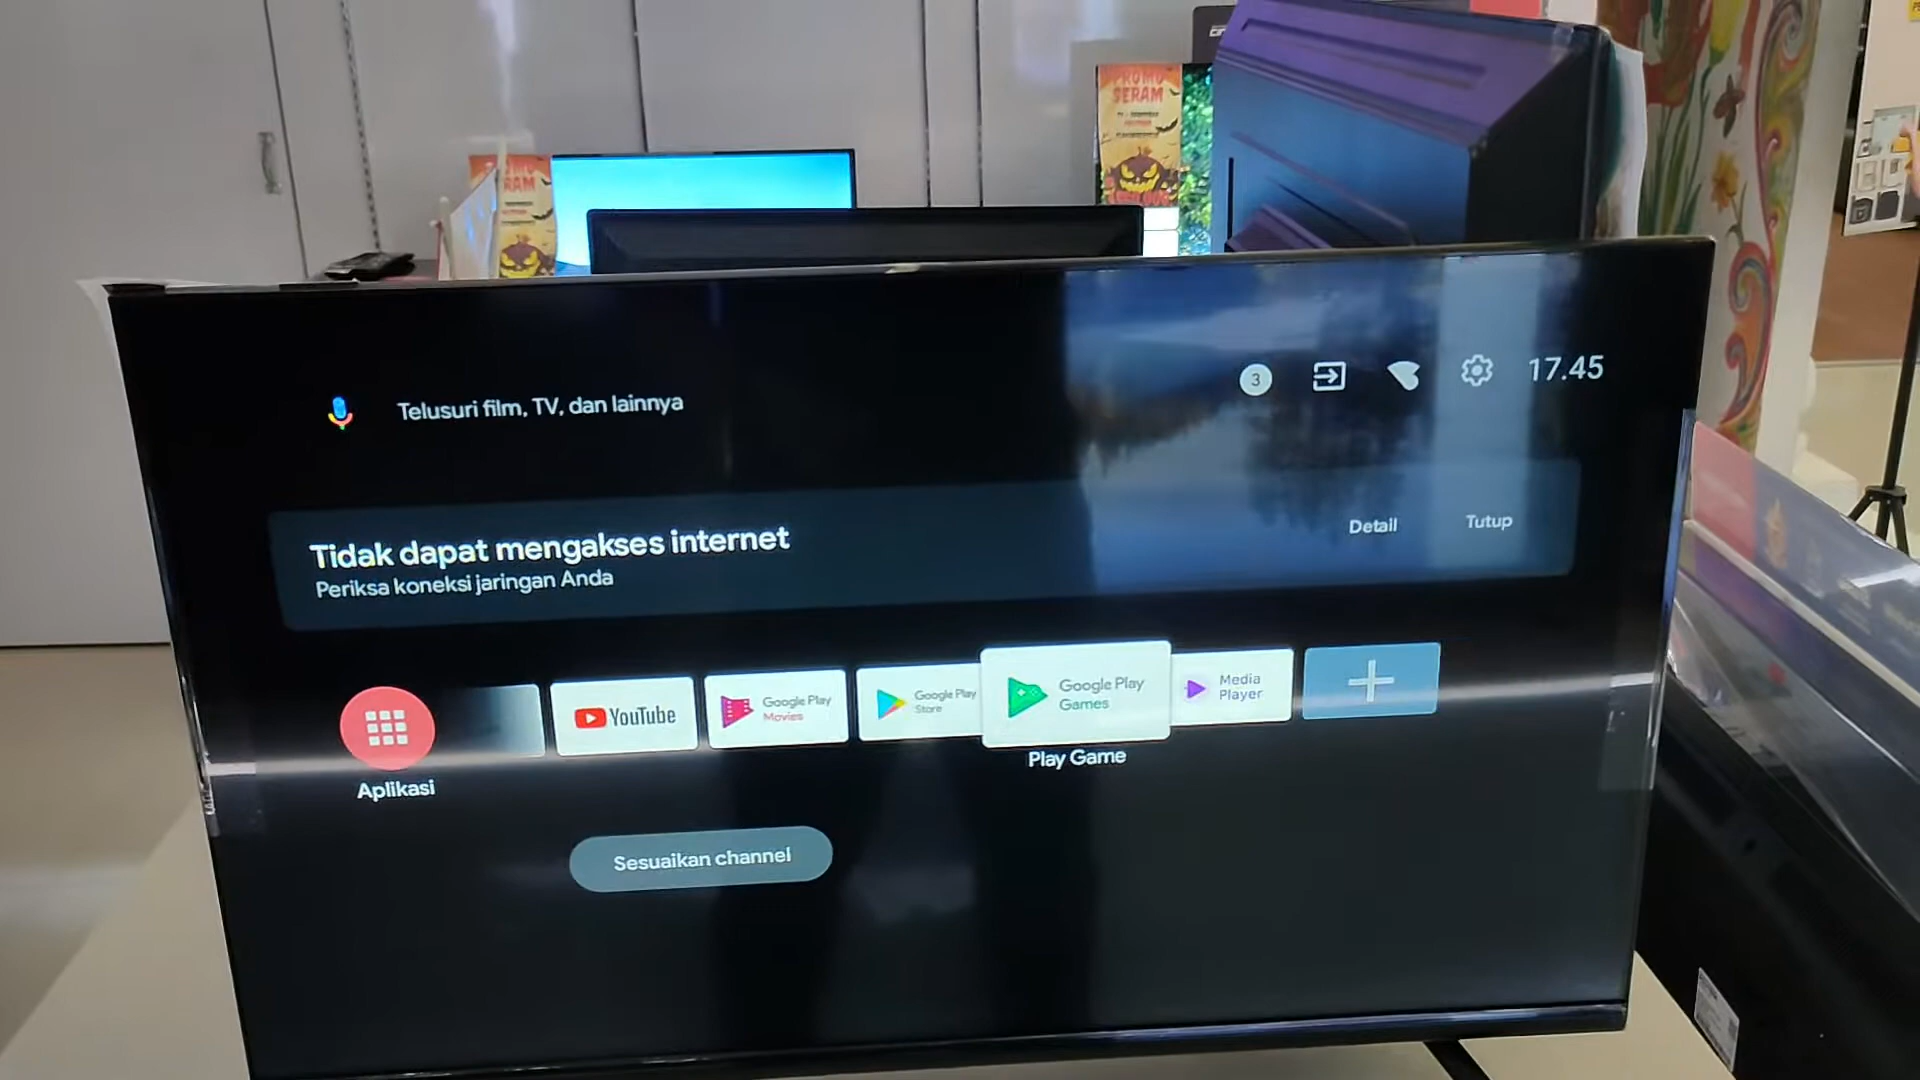 PROMO
SERAM
RAM
3
17.45
Telusuri film, TV, dan lainnya
Tidak dapat mengakses internet
Periksa koneksi jaringan Anda
Detail
Tutup
YouTube
Google Play
Movies
Google Play
Store
Google Play
Games
Media
Player
Aplikasi
Play Game
Sesuaikan channel